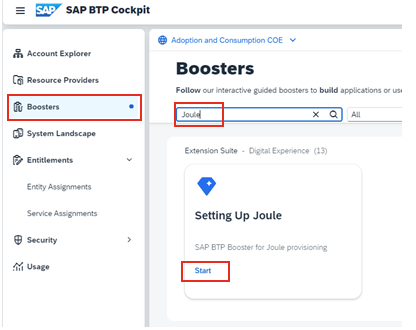 SAP BTP Cockpit
Account Explorer
Resource Providers
Boosters
System Landscape
Entitlements
Entity Assignments
Service Assignments
Security
Usage
Adoption and Consumption COE
Boosters
Follow our interactive guided boosters to build applications or use
Joule
All
Extension Suite - Digital Experience (13)
Setting Up Joule
SAP BTP Booster for Joule provisioning
Start